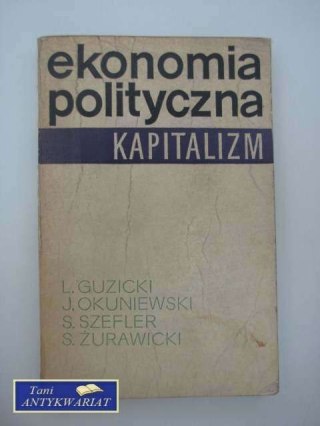 ekonomia
polityczna
KAPITALIZM
L. GUZICKI
J. OKUNIEWSKI
S. SZEFLER
S. ŻURAWICKI
Tani
ANTYKWARIAT